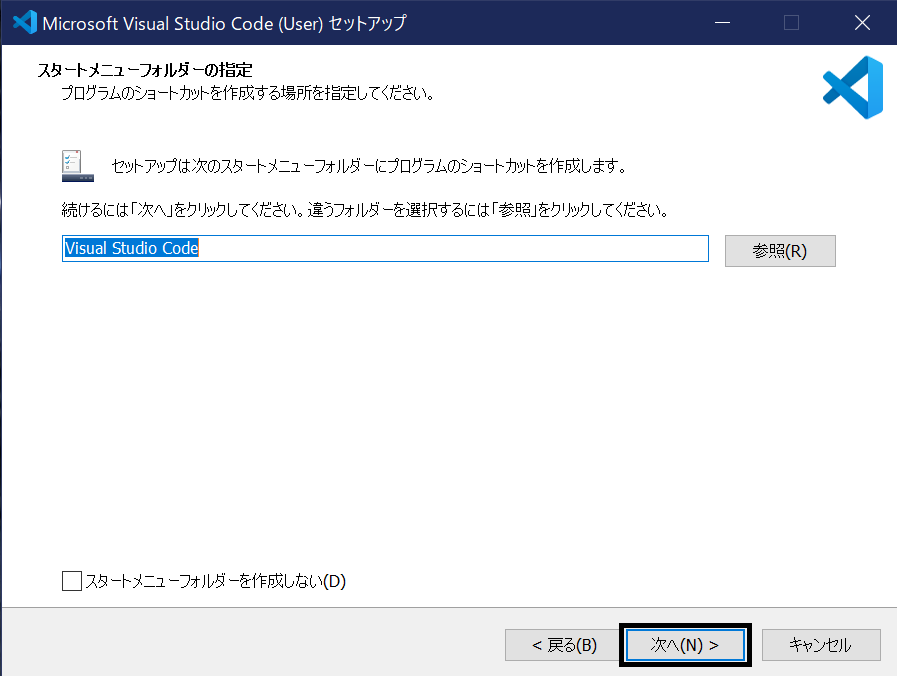 Microsoft Visual Studio Code (User) セットアップ
スタートメニューフォルダーの指定
プログラムのショートカットを作成する場所を指定してください。
セットアップは次のスタートメニューフォルダーにプログラムのショートカットを作成します。
続けるには「次へ」をクリックしてください。違うフォルダーを選択するには「参照」をクリックしてください。
Visual Studio Code
参照(R)
スタートメニューフォルダーを作成しない(D)
< 戻る(B)
次へ(N) >
キャンセル